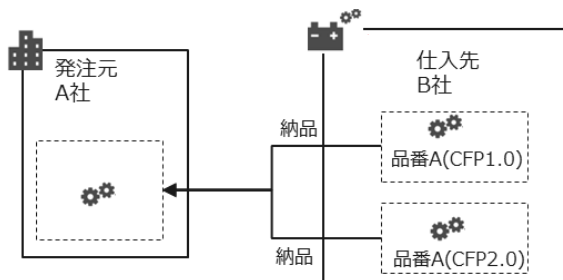 発注元
A社
仕入先
B社
納品
品番A(CFP1.0)
納品
品番A(CFP2.0)